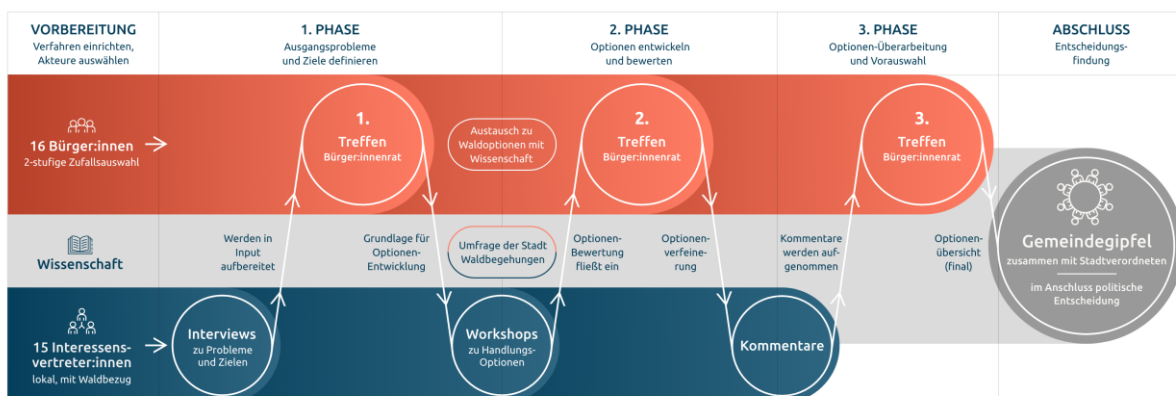 VORBEREITUNG
Verfahren einrichten,
Akteure auswählen
1. PHASE
Ausgangsprobleme
und Ziele definieren
2. PHASE
Optionen entwickeln
und bewerten
3. PHASE
Optionen-Überarbeitung
und Vorauswahl
ABSCHLUSS
Entscheidungs-
findung
16 Bürger:innen
2-stufige Zufallsauswahl
1.
Treffen
Bürger:innenrat
Austausch zu
Waldoptionen mit
Wissenschaft
2.
Treffen
Bürger:innenrat
3.
Treffen
Bürger:innenrat
Wissenschaft
Werden in
Input
aufbereitet
Grundlage für
Optionen-
Entwicklung
Umfrage der Stadt
Waldbegehungen
Optionen-
Bewertung
fließt ein
Optionen-
verfeine-
rung
Kommentare
werden auf-
genommen
Optionen-
übersicht
(final)
Gemeindegipfel
zusammen mit Stadtverordneten
im Anschluss politische
Entscheidung
15 Interessens-
vertreter:innen
lokal, mit Waldbezug
Interviews
zu Probleme
und Zielen
Workshops
zu Handlungs-
Optionen
Kommentare